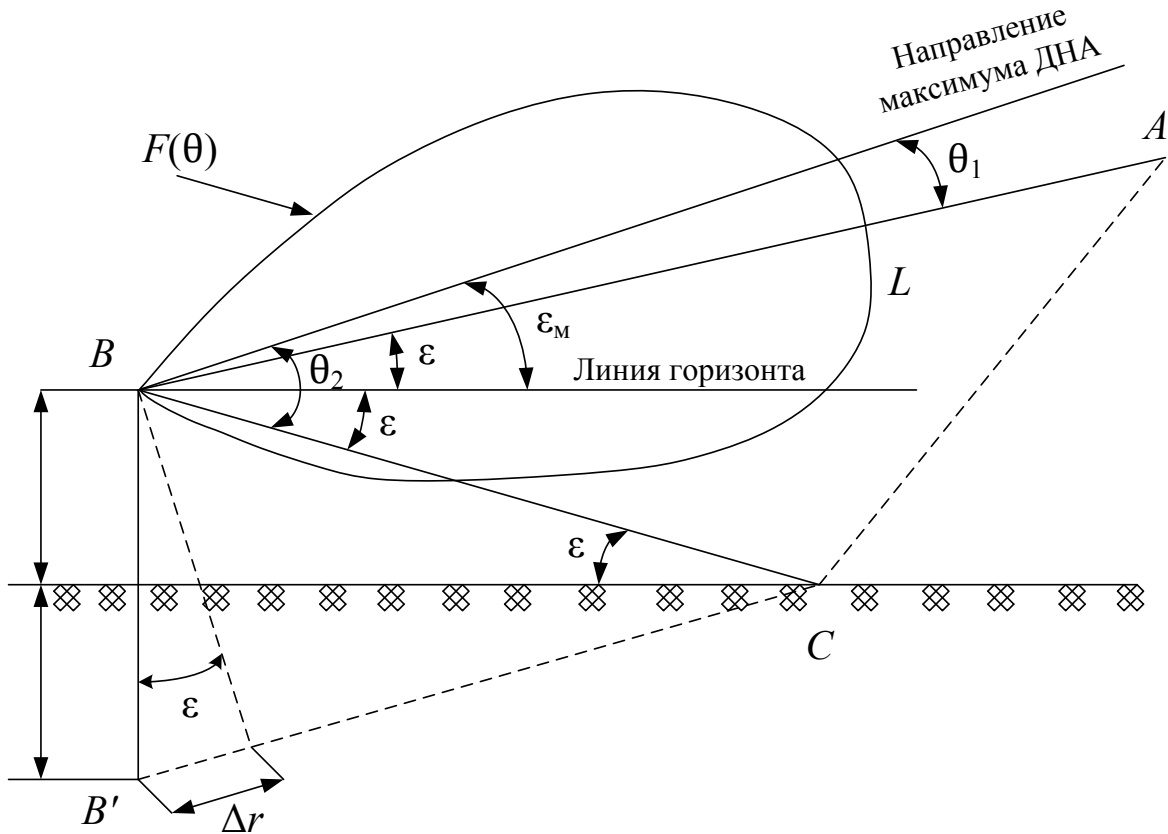 Направление
максимума ДНА
A
F(θ)
θ₁
L
εм
B
ε
θ₂
Линия горизонта
ε
ε
C
ε
B'
Δr